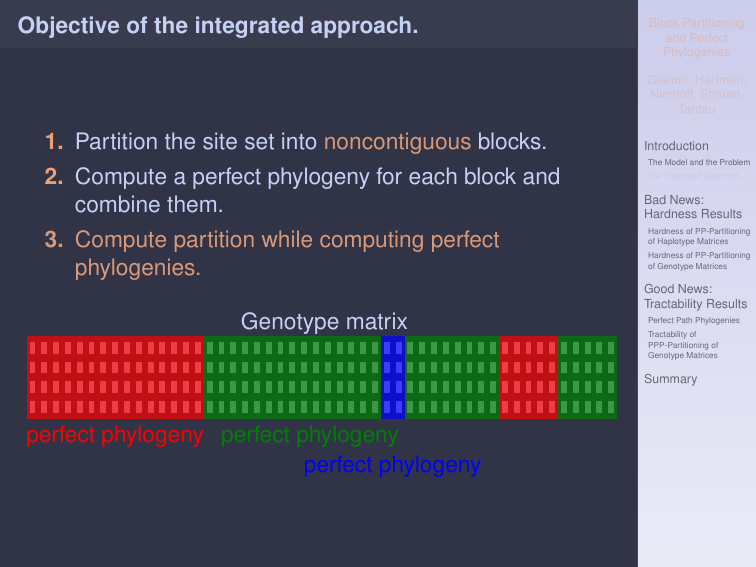 Objective of the integrated approach.
1. Partition the site set into noncontiguous blocks.
2. Compute a perfect phylogeny for each block and
combine them.
3. Compute partition while computing perfect
phylogenies.
Genotype matrix
perfect phylogeny perfect phylogeny
perfect phylogeny
Block Partitioning
and Perfect
Phylogenies
Gramm, Hartman,
Nierhoff, Sharan,
Tantau
Introduction
The Model and the Problem
The Integrated Approach
Bad News:
Hardness Results
Hardness of PP-Partitioning
of Haplotype Matrices
Hardness of PP-Partitioning
of Genotype Matrices
Good News:
Tractability Results
Perfect Path Phylogenies
Tractability of
PPP-Partitioning of
Genotype Matrices
Summary